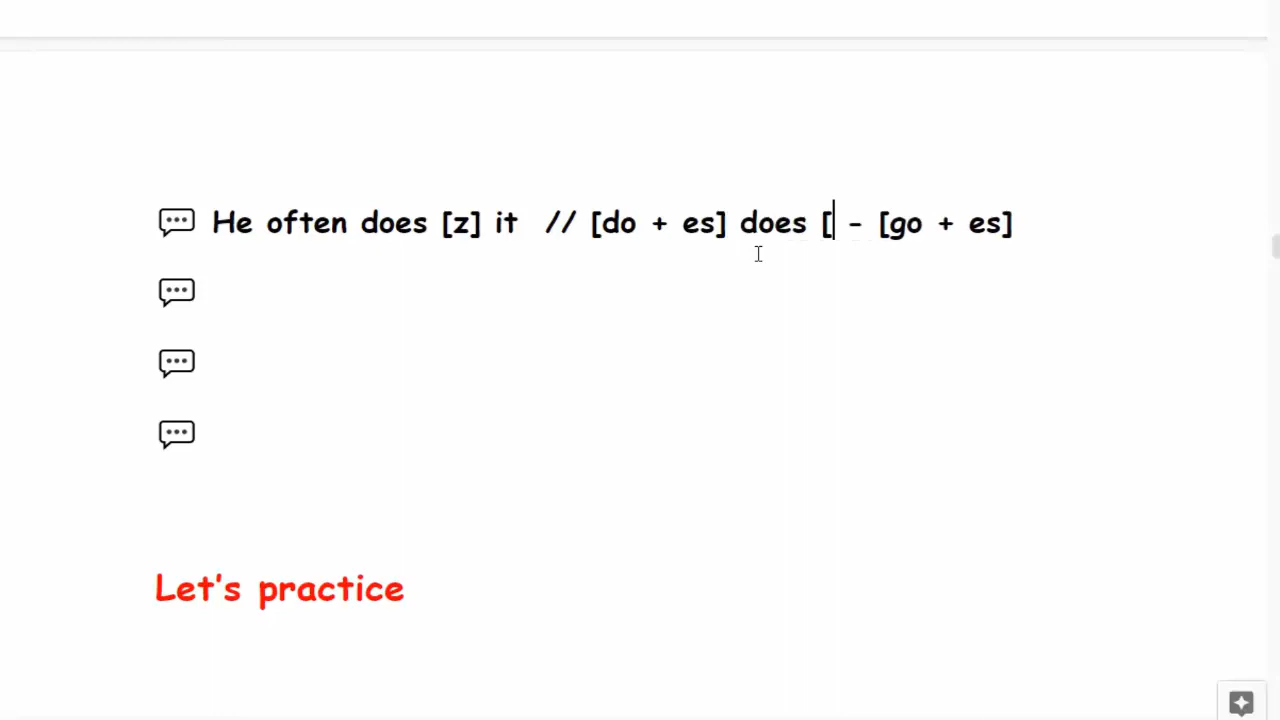 He often does [z] it // [do + es] does [ - [go + es]
Let's practice